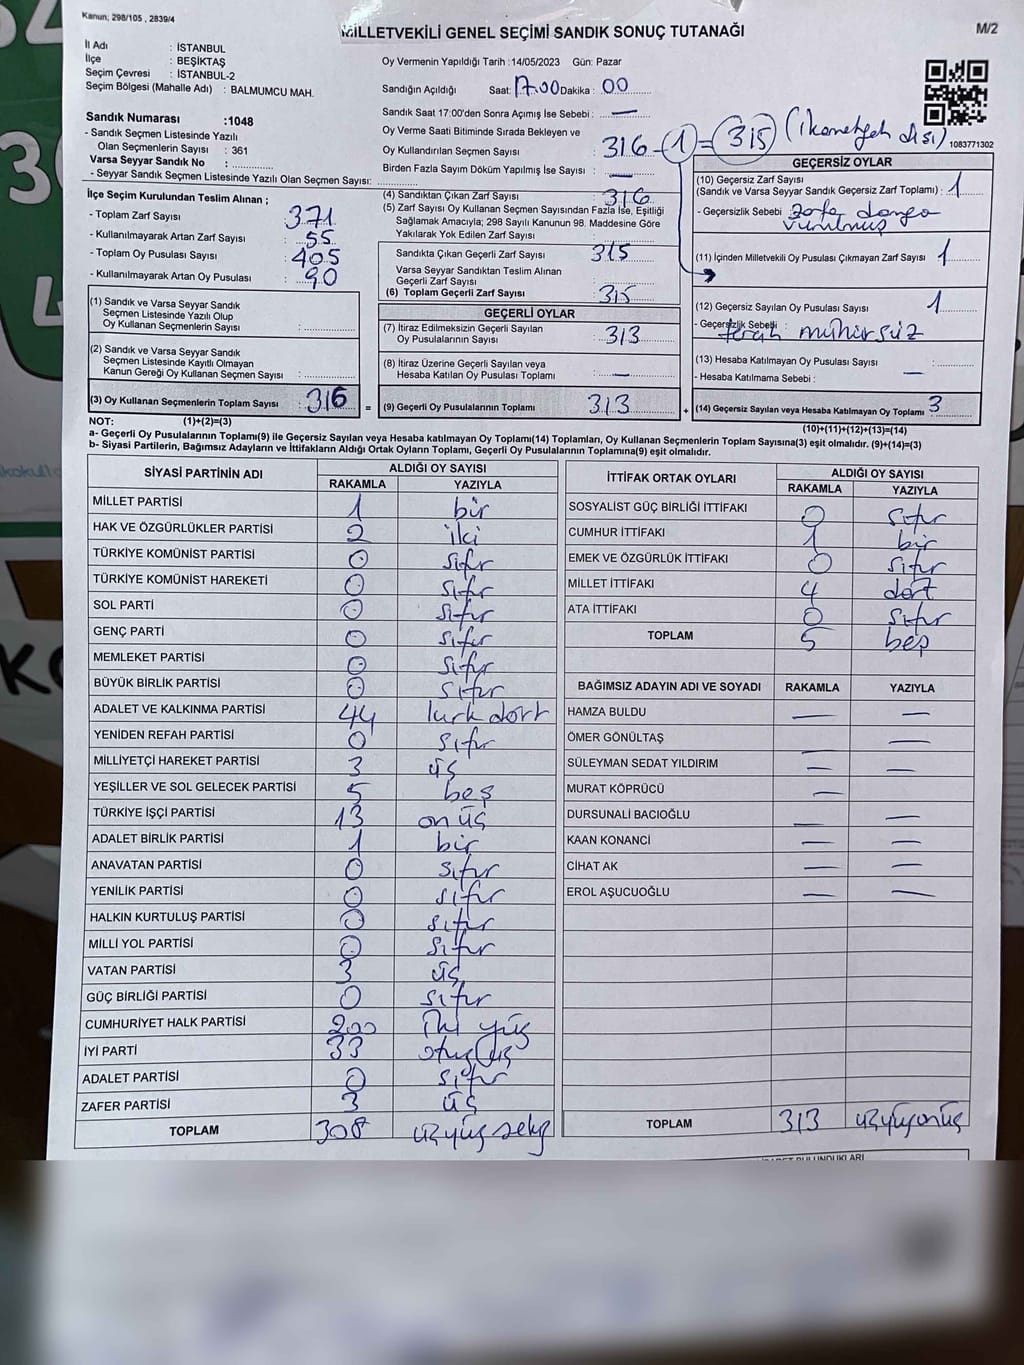 Kanun; 298/105 , 2839/4
MİLLETVEKİLİ GENEL SEÇİMİ SANDIK SONUÇ TUTANAĞI
M/2
İl Adı : İSTANBUL
İlçe : BEŞİKTAŞ
Seçim Çevresi : İSTANBUL-2
Seçim Bölgesi (Mahalle Adı) : BALMUMCU MAH.
Sandık Numarası :1048
- Sandık Seçmen Listesinde Yazılı
Olan Seçmenlerin Sayısı : 361
Varsa Seyyar Sandık No :
- Seyyar Sandık Seçmen Listesinde Yazılı Olan Seçmen Sayısı:
Oy Vermenin Yapıldığı Tarih :14/05/2023 Gün: Pazar
Sandığın Açıldığı Saat: 17.00 Dakika : 00
Sandık Saat 17:00'den Sonra Açımış İse Sebebi : —
Oy Verme Saati Bitiminde Sırada Bekleyen ve
Oy Kullandırılan Seçmen Sayısı : 316 - 1 = 315 (ikametgah dışı)
Birden Fazla Sayım Döküm Yapılmış İse Sayısı : —
1083771302
İlçe Seçim Kurulundan Teslim Alınan ;
- Toplam Zarf Sayısı : 371
- Kullanılmayarak Artan Zarf Sayısı : 55
- Toplam Oy Pusulası Sayısı : 405
- Kullanılmayarak Artan Oy Pusulası : 90
(1) Sandık ve Varsa Seyyar Sandık
Seçmen Listesinde Yazılı Olup
Oy Kullanan Seçmenlerin Sayısı :
(2) Sandık ve Varsa Seyyar Sandık
Seçmen Listesinde Kayıtlı Olmayan
Kanun Gereği Oy Kullanan Seçmen Sayısı :
(3) Oy Kullanan Seçmenlerin Toplam Sayısı : 316 =
(1)+(2)=(3)
(4) Sandıktan Çıkan Zarf Sayısı : 316
(5) Zarf Sayısı Oy Kullanan Seçmen Sayısından Fazla İse, Eşitliği
Sağlamak Amacıyla; 298 Sayılı Kanunun 98. Maddesine Göre
Yakılarak Yok Edilen Zarf Sayısı :
Sandıkta Çıkan Geçerli Zarf Sayısı : 315
Varsa Seyyar Sandıktan Teslim Alınan
Geçerli Zarf Sayısı :
(6) Toplam Geçerli Zarf Sayısı : 315
GEÇERLİ OYLAR
(7) İtiraz Edilmeksizin Geçerli Sayılan
Oy Pusulalarının Sayısı : 313
(8) İtiraz Üzerine Geçerli Sayılan veya
Hesaba Katılan Oy Pusulası Toplamı : —
(9) Geçerli Oy Pusulalarının Toplamı : 313 +
GEÇERSİZ OYLAR
(10) Geçersiz Zarf Sayısı
(Sandık ve Varsa Seyyar Sandık Geçersiz Zarf Toplamı) : 1
- Geçersizlik Sebebi : zarfa damga
vurulmuş
(11) İçinden Milletvekili Oy Pusulası Çıkmayan Zarf Sayısı : 1
(12) Geçersiz Sayılan Oy Pusulası Sayısı : 1
- Geçersizlik Sebebi : tercih mühürsüz
(13) Hesaba Katılmayan Oy Pusulası Sayısı : —
- Hesaba Katılmama Sebebi :
(14) Geçersiz Sayılan veya Hesaba Katılmayan Oy Toplamı : 3
(10)+(11)+(12)+(13)=(14)
NOT:
a- Geçerli Oy Pusulalarının Toplamı(9) ile Geçersiz Sayılan veya Hesaba katılmayan Oy Toplamı(14) Toplamları, Oy Kullanan Seçmenlerin Toplam Sayısına(3) eşit olmalıdır. (9)+(14)=(3)
b- Siyasi Partilerin, Bağımsız Adayların ve İttifakların Aldığı Ortak Oyların Toplamı, Geçerli Oy Pusulalarının Toplamına(9) eşit olmalıdır.
SİYASİ PARTİNİN ADI ALDIĞI OY SAYISI
RAKAMLA YAZIYLA
MİLLET PARTİSİ 1 bir
HAK VE ÖZGÜRLÜKLER PARTİSİ 2 iki
TÜRKİYE KOMÜNİST PARTİSİ 0 sıfır
TÜRKİYE KOMÜNİST HAREKETİ 0 sıfır
SOL PARTİ 0 sıfır
GENÇ PARTİ 0 sıfır
MEMLEKET PARTİSİ 0 sıfır
BÜYÜK BİRLİK PARTİSİ 0 sıfır
ADALET VE KALKINMA PARTİSİ 44 kırk dört
YENİDEN REFAH PARTİSİ 0 sıfır
MİLLİYETÇİ HAREKET PARTİSİ 3 üç
YEŞİLLER VE SOL GELECEK PARTİSİ 5 beş
TÜRKİYE İŞÇİ PARTİSİ 13 onüç
ADALET BİRLİK PARTİSİ 1 bir
ANAVATAN PARTİSİ 0 sıfır
YENİLİK PARTİSİ 0 sıfır
HALKIN KURTULUŞ PARTİSİ 0 sıfır
MİLLİ YOL PARTİSİ 0 sıfır
VATAN PARTİSİ 3 üç
GÜÇ BİRLİĞİ PARTİSİ 0 sıfır
CUMHURİYET HALK PARTİSİ 200 iki yüz
İYİ PARTİ 33 otuzüç
ADALET PARTİSİ 0 sıfır
ZAFER PARTİSİ 3 üç
TOPLAM 308 üçyüz sekiz
İTTİFAK ORTAK OYLARI ALDIĞI OY SAYISI
RAKAMLA YAZIYLA
SOSYALİST GÜÇ BİRLİĞİ İTTİFAKI 0 sıfır
CUMHUR İTTİFAKI 1 bir
EMEK VE ÖZGÜRLÜK İTTİFAKI 0 sıfır
MİLLET İTTİFAKI 4 dört
ATA İTTİFAKI 0 sıfır
TOPLAM 5 beş
BAĞIMSIZ ADAYIN ADI VE SOYADI RAKAMLA YAZIYLA
HAMZA BULDU — —
ÖMER GÖNÜLTAŞ —
SÜLEYMAN SEDAT YILDIRIM — —
MURAT KÖPRÜCÜ —
DURSUNALİ BACIOĞLU — —
KAAN KONANCİ — —
CİHAT AK — —
EROL AŞUCUOĞLU — —
TOPLAM 313 üçyüzonüç